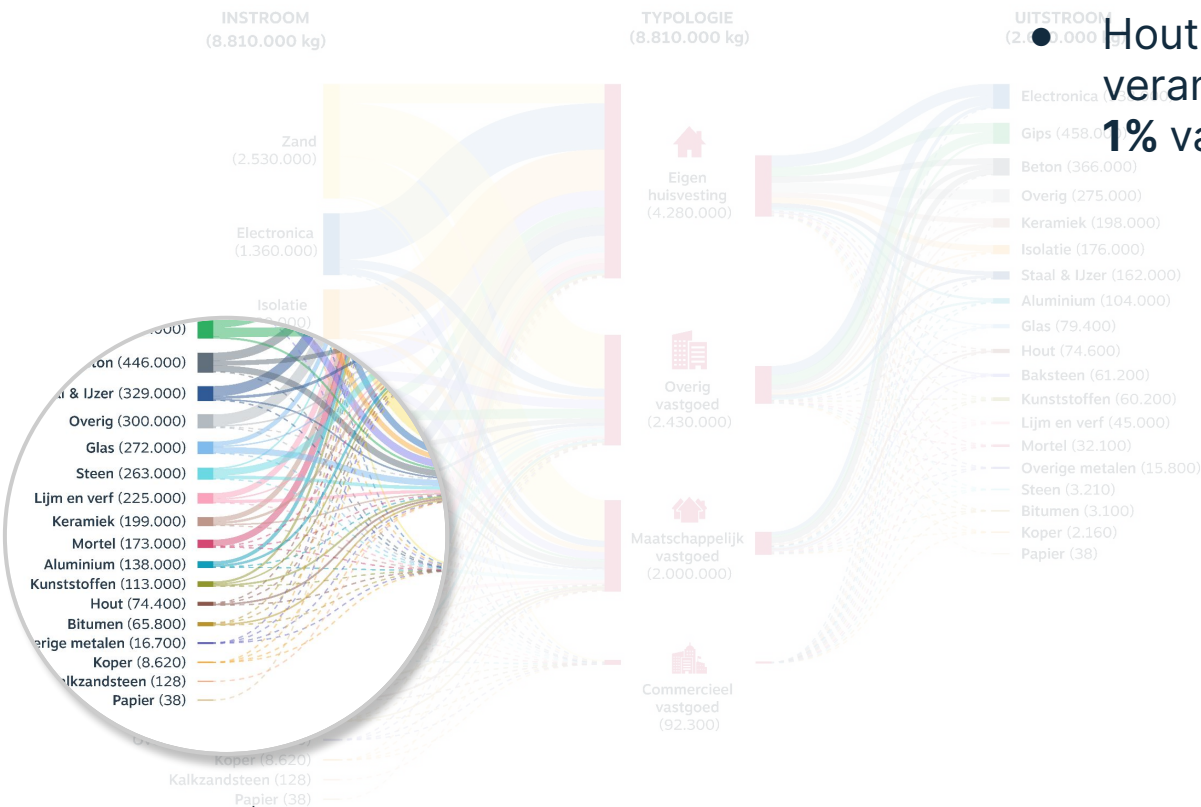 INSTROOM
(8.810.000 kg)
Zand
(2.530.000)
Electronica
(1.360.000)
Isolatie
(446.000)
(329.000)
Overig (300.000)
Glas (272.000)
Steen (263.000)
Lijm en verf (225.000)
Keramiek (199.000)
Mortel (173.000)
Aluminium (138.000)
Kunststoffen (113.000)
Hout (74.400)
Bitumen (65.800)
metalen (16.700)
Koper (8.620)
(128)
Papier (38)
Koper (8.620)
Kalkzandsteen (128)
Papier (38)
TYPOLOGIE
(8.810.000 kg)
Eigen
huisvesting
(4.280.000)
Overig
vastgoed
(2.430.000)
Maatschappelijk
vastgoed
(2.000.000)
Commercieel
vastgoed
(92.300)
UITSTROOM
Electronica
Gips (458.000)
Beton (366.000)
Overig (275.000)
Keramiek (198.000)
Isolatie (176.000)
Staal & IJzer (162.000)
Aluminium (104.000)
Glas (79.400)
Hout (74.600)
Baksteen (61.200)
Kunststoffen (60.200)
Lijm en verf (45.000)
Mortel (32.100)
Overige metalen (15.800)
Steen (3.210)
Bitumen (3.100)
Koper (2.160)
Papier (38)
• Hout
1%